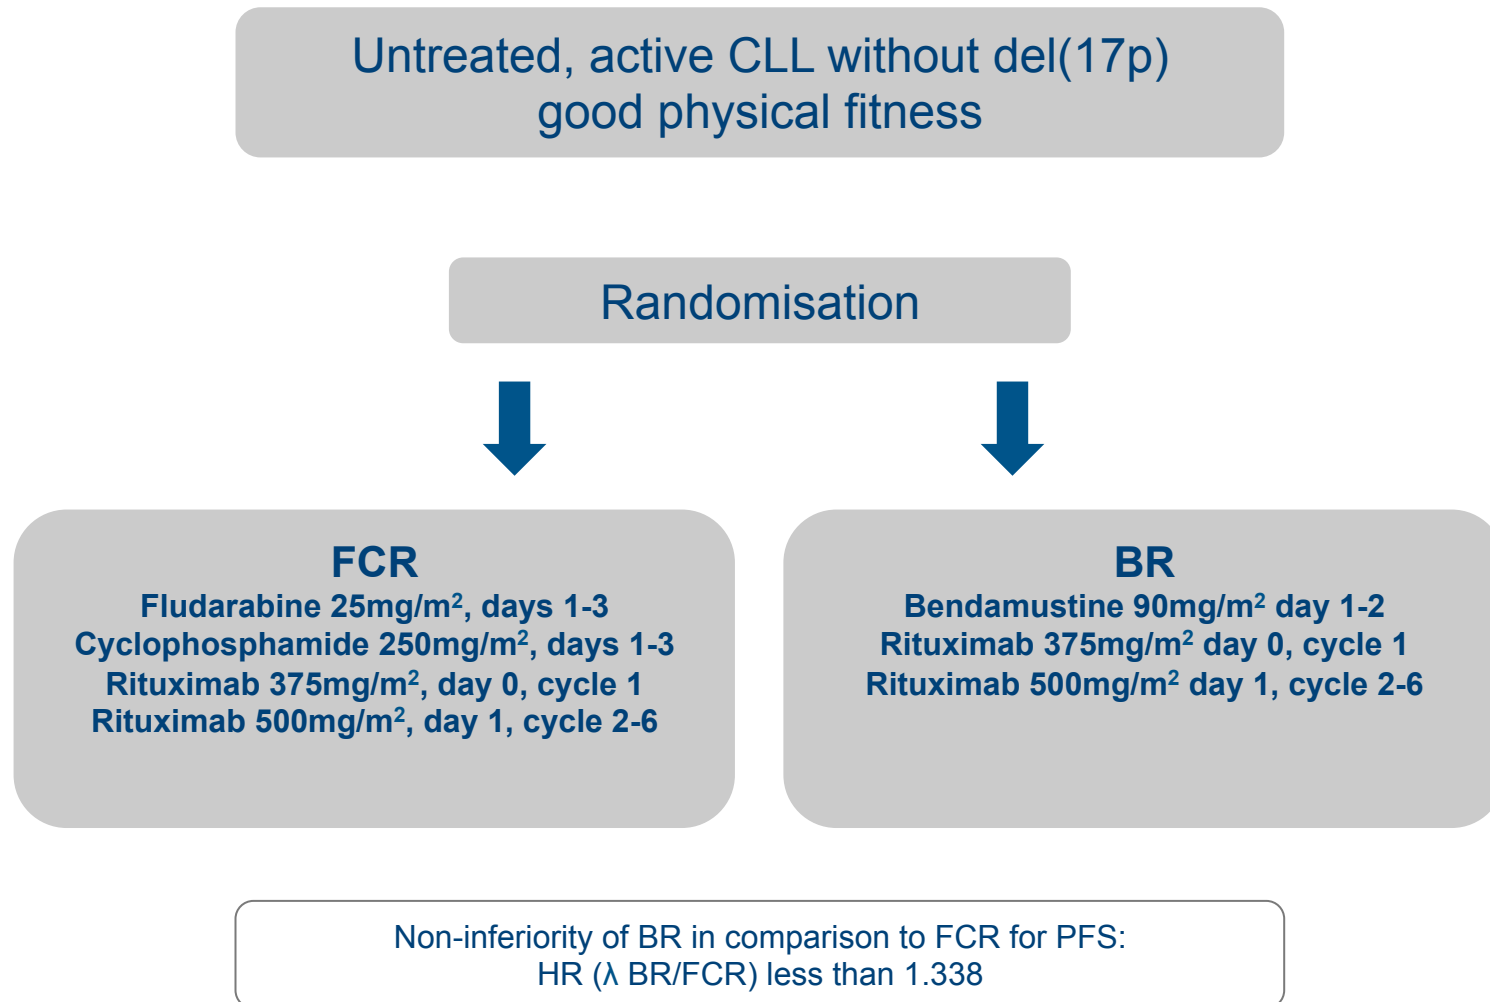 Untreated, active CLL without del(17p)
good physical fitness
Randomisation
FCR
Fludarabine 25mg/m², days 1-3
Cyclophosphamide 250mg/m², days 1-3
Rituximab 375mg/m², day 0, cycle 1
Rituximab 500mg/m², day 1, cycle 2-6
BR
Bendamustine 90mg/m² day 1-2
Rituximab 375mg/m² day 0, cycle 1
Rituximab 500mg/m² day 1, cycle 2-6
Non-inferiority of BR in comparison to FCR for PFS:
HR (λ BR/FCR) less than 1.338